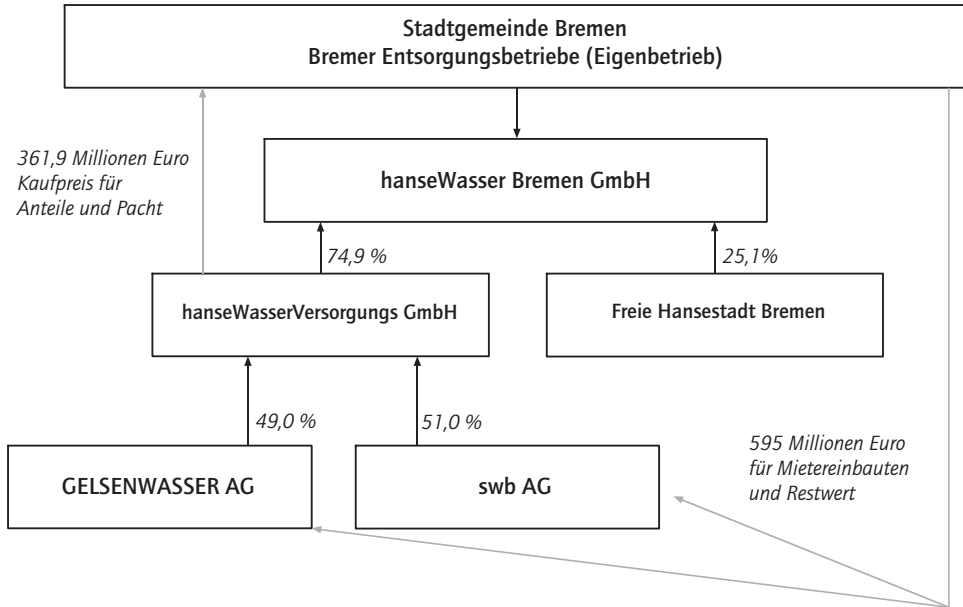 Stadtgemeinde Bremen
Bremer Entsorgungsbetriebe (Eigenbetrieb)
361,9 Millionen Euro
Kaufpreis für
Anteile und Pacht
hanseWasser Bremen GmbH
74,9 %
25,1%
hanseWasserVersorgungs GmbH
Freie Hansestadt Bremen
49,0 %
51,0 %
595 Millionen Euro
für Mietereinbauten
und Restwert
GELSENWASSER AG
swb AG